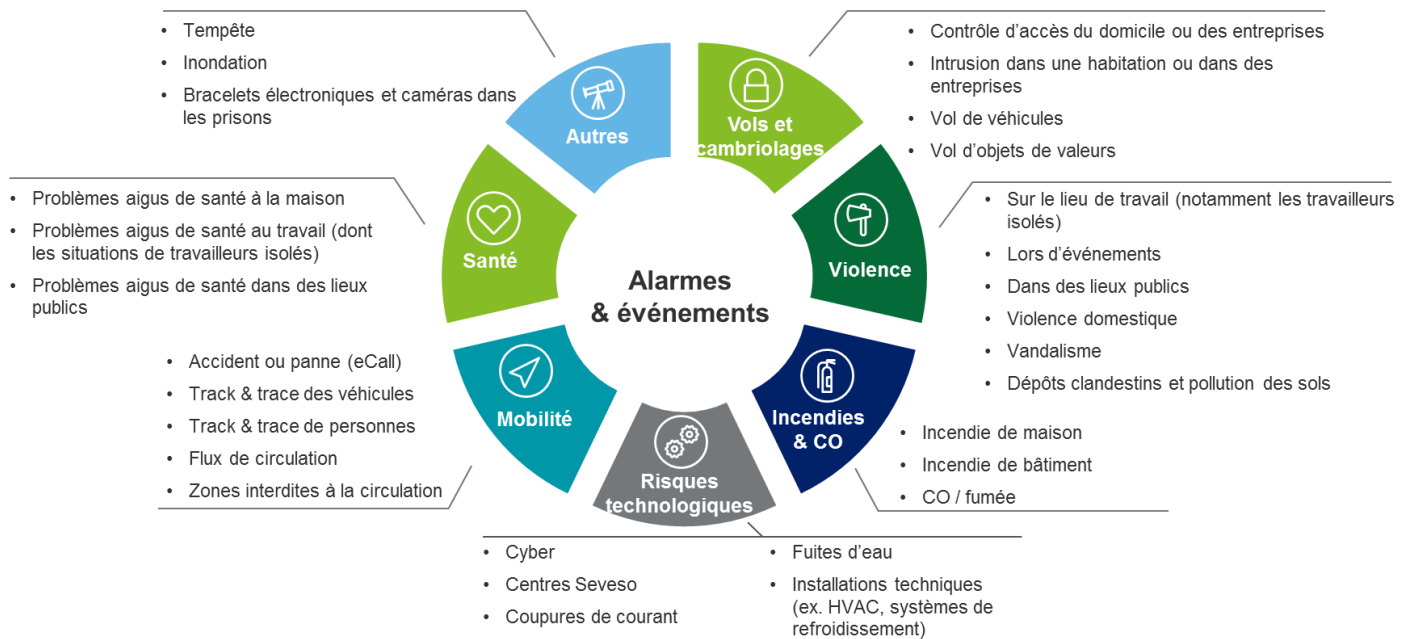 • Tempête
• Inondation
• Bracelets électroniques et caméras dans
les prisons
Autres
Vols et
cambriolages
• Contrôle d’accès du domicile ou des entreprises
• Intrusion dans une habitation ou dans des
entreprises
• Vol de véhicules
• Vol d’objets de valeurs
• Problèmes aigus de santé à la maison
• Problèmes aigus de santé au travail (dont
les situations de travailleurs isolés)
• Problèmes aigus de santé dans des lieux
publics
Santé
Alarmes
& événements
Violence
• Sur le lieu de travail (notamment les travailleurs
isolés)
• Lors d’événements
• Dans des lieux publics
• Violence domestique
• Vandalisme
• Dépôts clandestins et pollution des sols
• Accident ou panne (eCall)
• Track & trace des véhicules
• Track & trace de personnes
• Flux de circulation
• Zones interdites à la circulation
Mobilité
Incendies
& CO
• Incendie de maison
• Incendie de bâtiment
• CO / fumée
Risques
technologiques
• Cyber
• Centres Seveso
• Coupures de courant
• Fuites d’eau
• Installations techniques
(ex. HVAC, systèmes de
refroidissement)